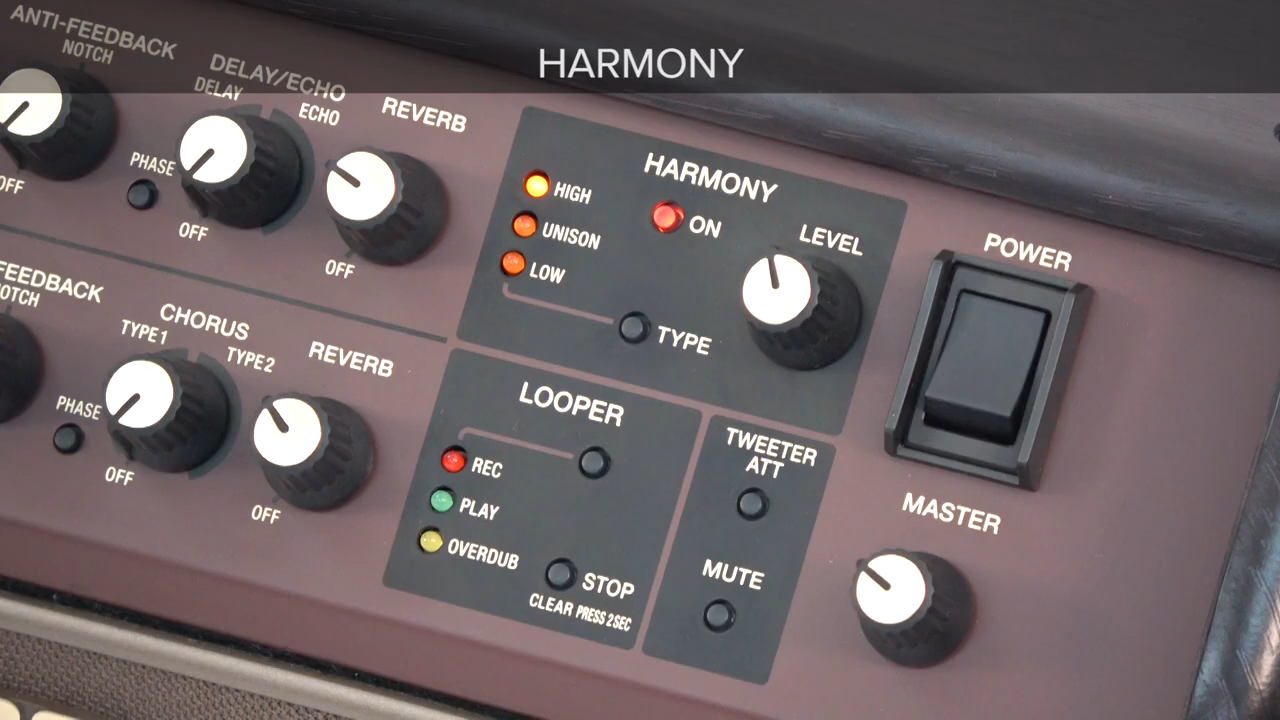 HARMONY
ANTI-FEEDBACK
NOTCH
DELAY/ECHO
DELAY
ECHO
REVERB
PHASE
OFF
OFF
OFF
HARMONY
HIGH
UNISON
LOW
ON
LEVEL
TYPE
POWER
FEEDBACK
NOTCH
CHORUS
TYPE1
TYPE2
REVERB
PHASE
OFF
OFF
LOOPER
REC
PLAY
OVERDUB
STOP
CLEAR PRESS 2SEC
TWEETER
ATT
MUTE
MASTER